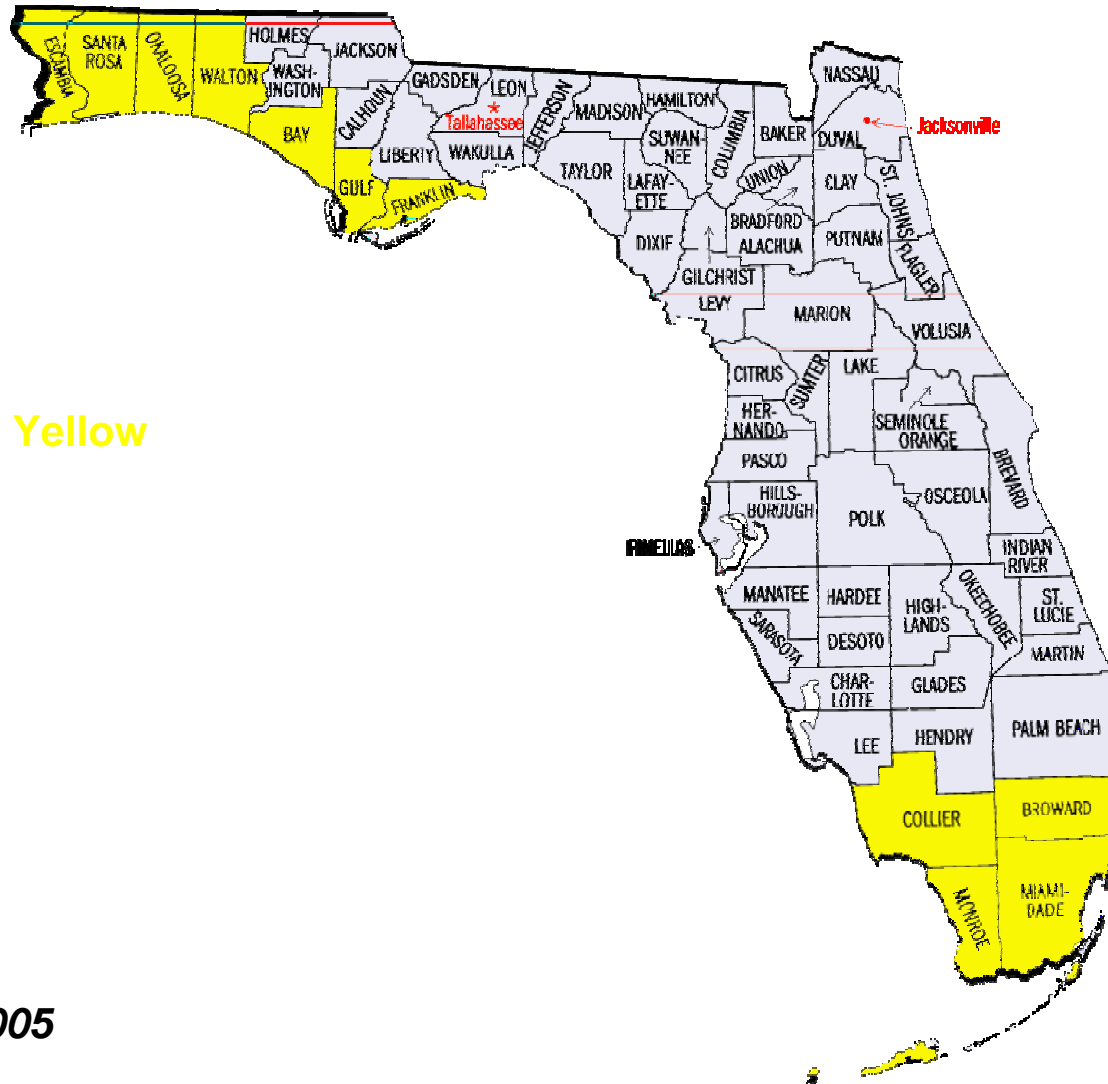 ESCAMBIA
SANTA
ROSA
OKALOOSA
WALTON
HOLMES
WASH-
INGTON
JACKSON
BAY
CALHOUN
GULF
GADSDEN
LIBERTY
FRANKLIN
LEON
Tallahassee
WAKULLA
JEFFERSON
MADISON
TAYLOR
HAMILTON
SUWAN-
NEE
LAFAY-
ETTE
DIXIE
COLUMBIA
BAKER
UNION
BRADFORD
ALACHUA
GILCHRIST
LEVY
NASSAU
DUVAL
Jacksonville
CLAY
ST. JOHNS
PUTNAM
FLAGLER
MARION
VOLUSIA
CITRUS
SUMTER
LAKE
HER-
NANDO
SEMINOLE
ORANGE
PASCO
BREVARD
Yellow
HILLS-
BOROUGH
POLK
OSCEOLA
INDIAN
RIVER
MANATEE
HARDEE
HIGH-
LANDS
OKEECHOBEE
ST.
LUCIE
SARASOTA
DESOTO
MARTIN
CHAR-
LOTTE
GLADES
LEE
HENDRY
PALM BEACH
COLLIER
BROWARD
MONROE
MIAMI-
DADE
005